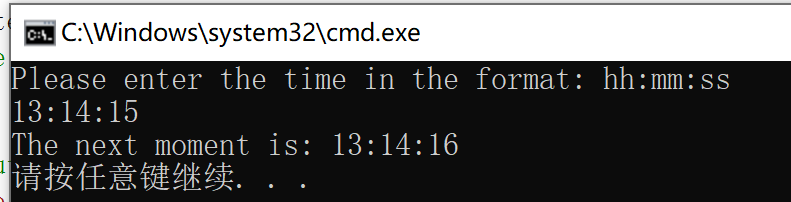 C:\Windows\system32\cmd.exe
Please enter the time in the format: hh:mm:ss
13:14:15
The next moment is: 13:14:16
请按任意键继续. . .